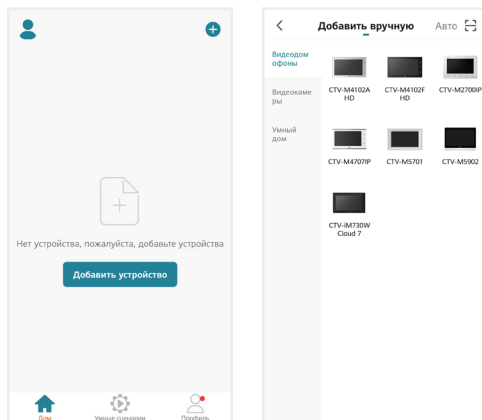 Нет устройства, пожалуйста, добавьте устройства
Добавить устройство
Дом
Умные сценарии
Профиль
Добавить вручную
Авто
Видеодом
офоны
Видеокаме
ры
Умный
дом
CTV-M4102A
HD
CTV-M4102F
HD
CTV-M2700IP
CTV-M4707IP
CTV-M5701
CTV-M5902
CTV-iM730W
Cloud 7